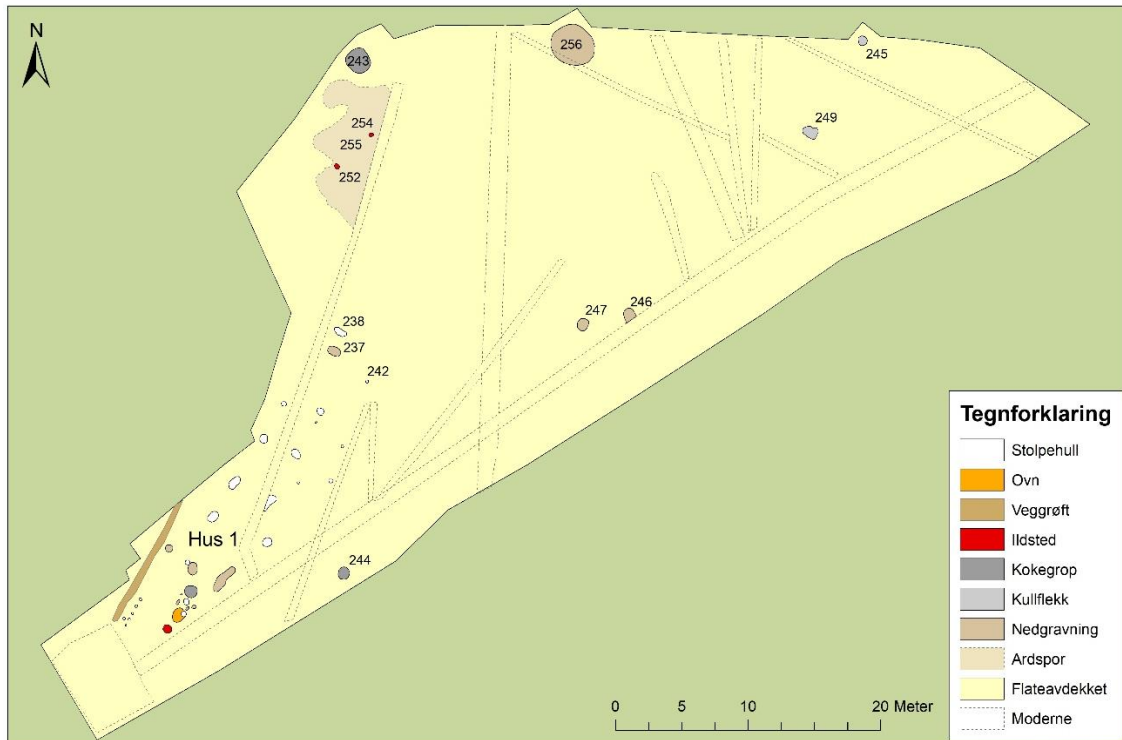 N
243
256
245
254
255
252
249
238
237
242
247
246
Hus 1
244
Tegnforklaring
Stolpehull
Ovn
Veggrøft
Ildsted
Kokegrop
Kullflekk
Nedgravning
Ardspor
Flateavdekket
Moderne
0 5 10 20 Meter